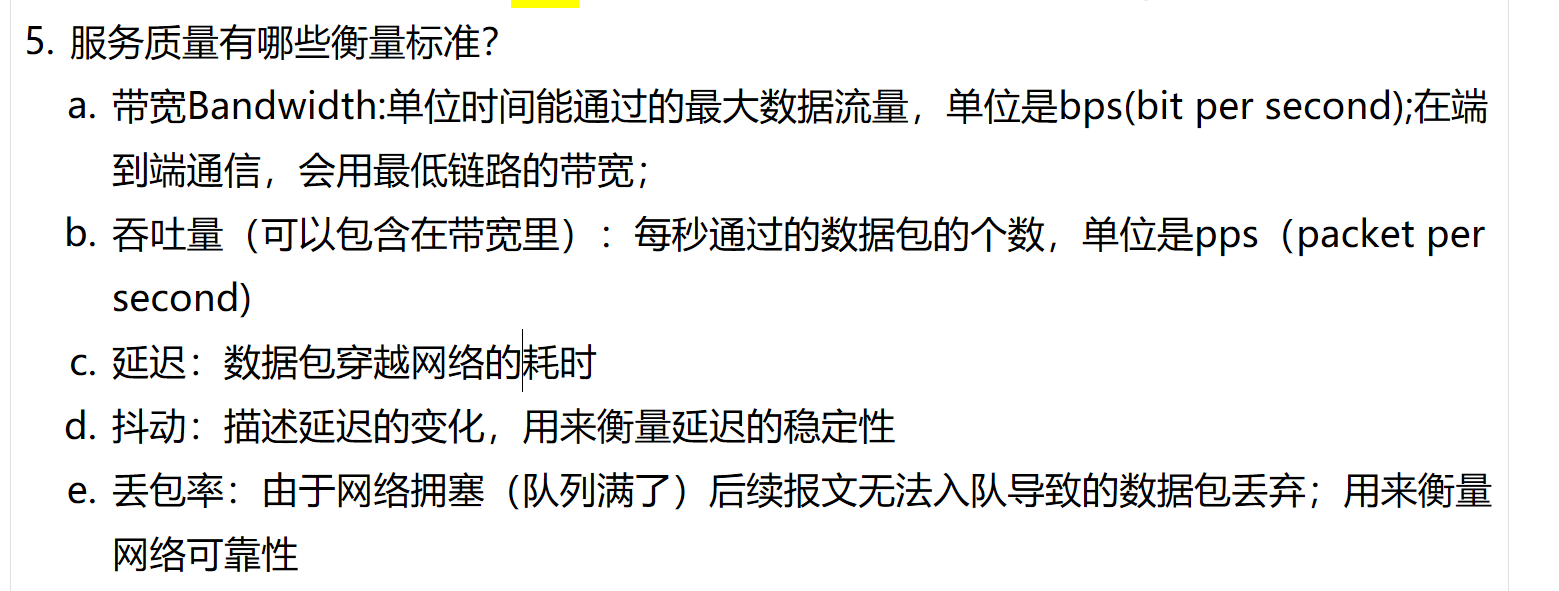 5. 服务质量有哪些衡量标准？
a. 带宽Bandwidth:单位时间能通过的最大数据流量，单位是bps(bit per second);在端
到端通信，会用最低链路的带宽；
b. 吞吐量（可以包含在带宽里）：每秒通过的数据包的个数，单位是pps（packet per
second)
c. 延迟：数据包穿越网络的耗时
d. 抖动：描述延迟的变化，用来衡量延迟的稳定性
e. 丢包率：由于网络拥塞（队列满了）后续报文无法入队导致的数据包丢弃；用来衡量
网络可靠性